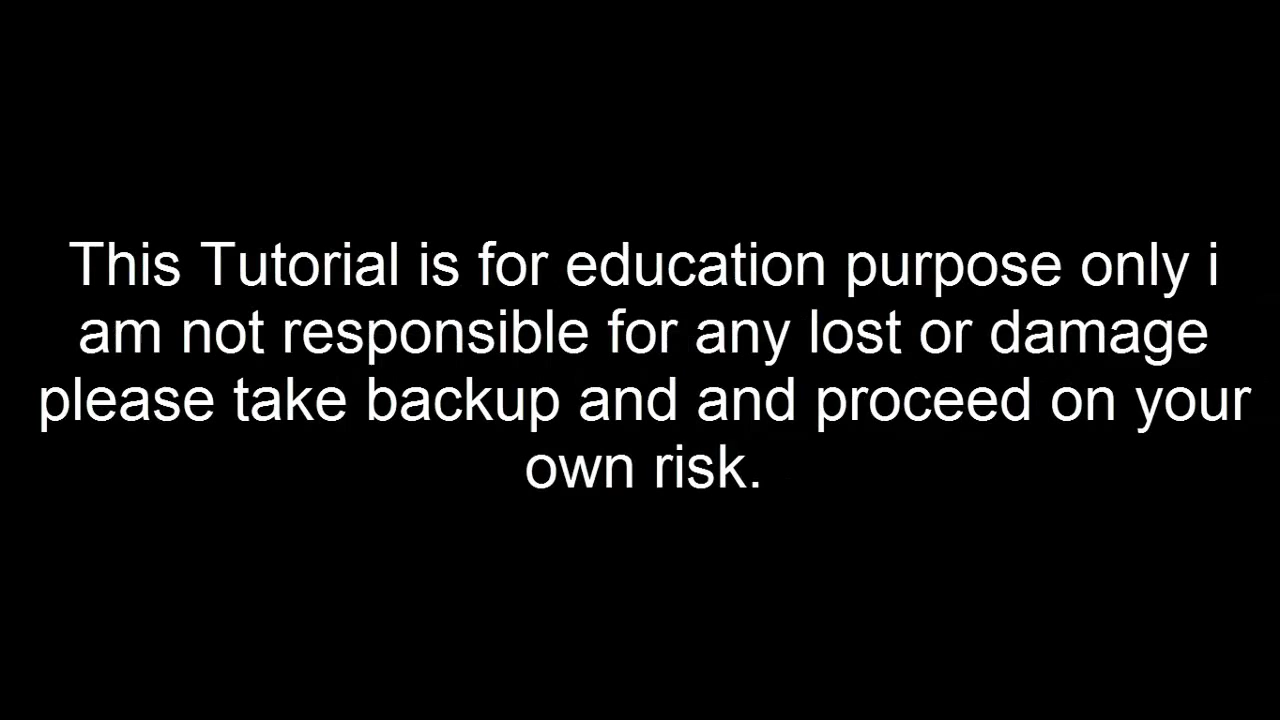 This Tutorial is for education purpose only i
am not responsible for any lost or damage
please take backup and and proceed on your
own risk.